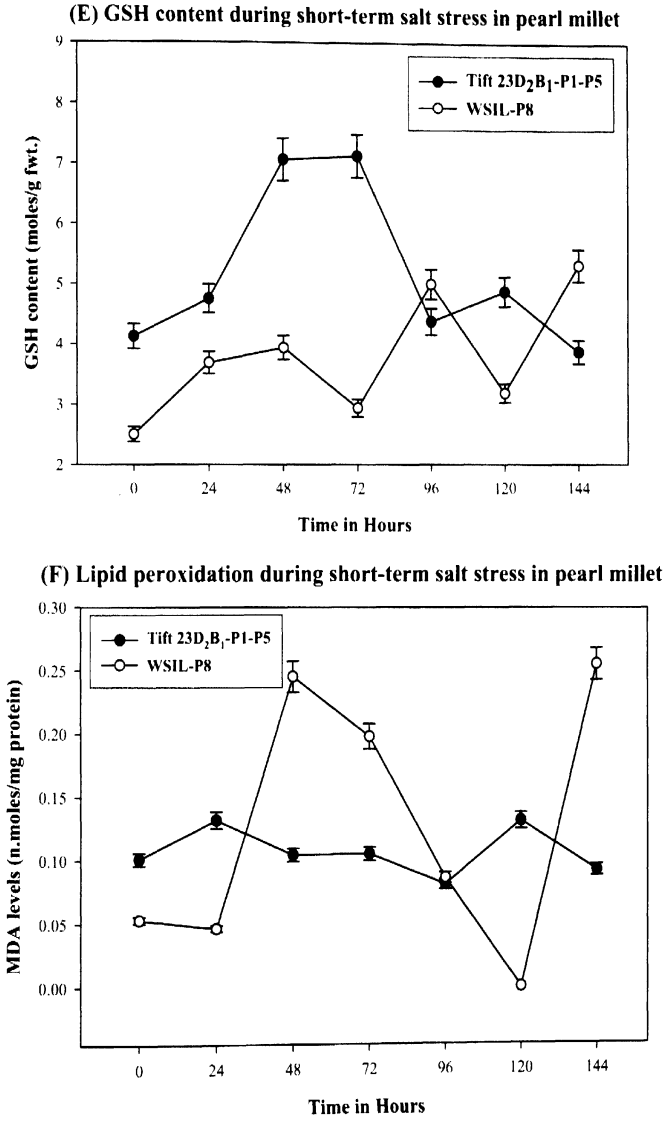 (E) GSH content during short-term salt stress in pearl millet
9
8
7
6
5
4
3
2
GSH content (moles/g fwt.)
Tift 23D₂B₁-P1-P5
WSIL-P8
0 24 48 72 96 120 144
Time in Hours
(F) Lipid peroxidation during short-term salt stress in pearl millet
0.30
0.25
0.20
0.15
0.10
0.05
0.00
MDA levels (n.moles/mg protein)
Tift 23D₂B₁-P1-P5
WSIL-P8
0 24 48 72 96 120 144
Time in Hours